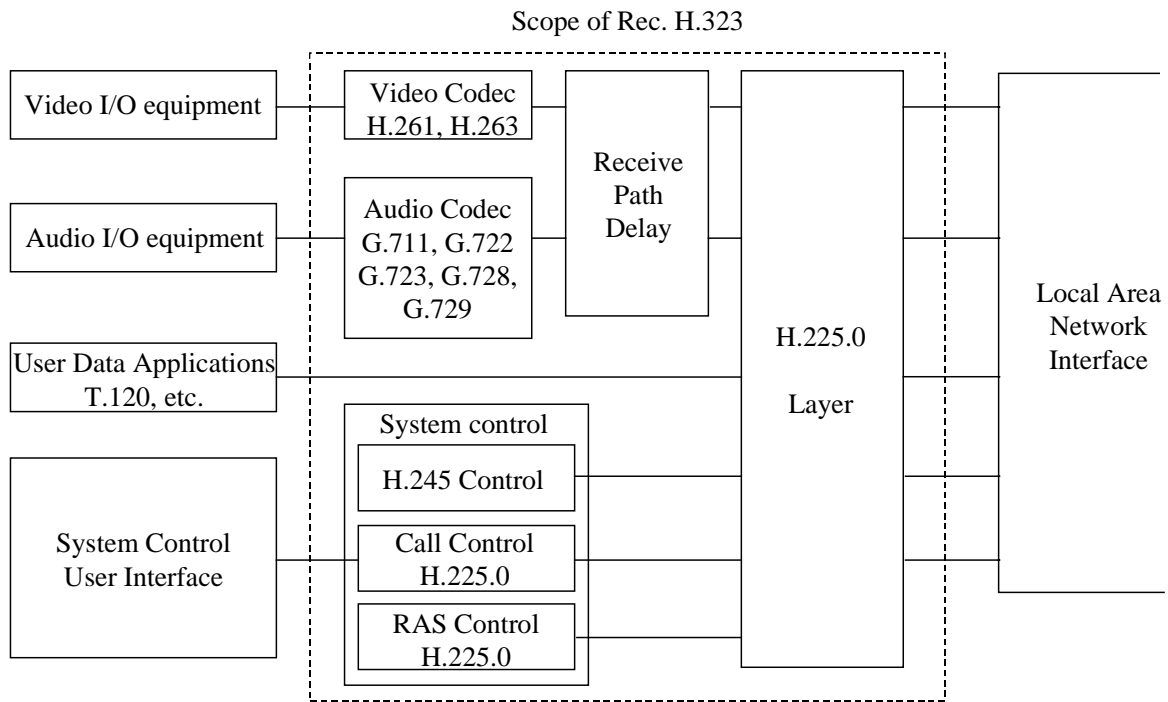 Scope of Rec. H.323
Video I/O equipment
Video Codec
H.261, H.263
Receive
Path
Delay
Audio I/O equipment
Audio Codec
G.711, G.722
G.723, G.728,
G.729
User Data Applications
T.120, etc.
System control
H.245 Control
Call Control
H.225.0
RAS Control
H.225.0
System Control
User Interface
H.225.0
Layer
Local Area
Network
Interface